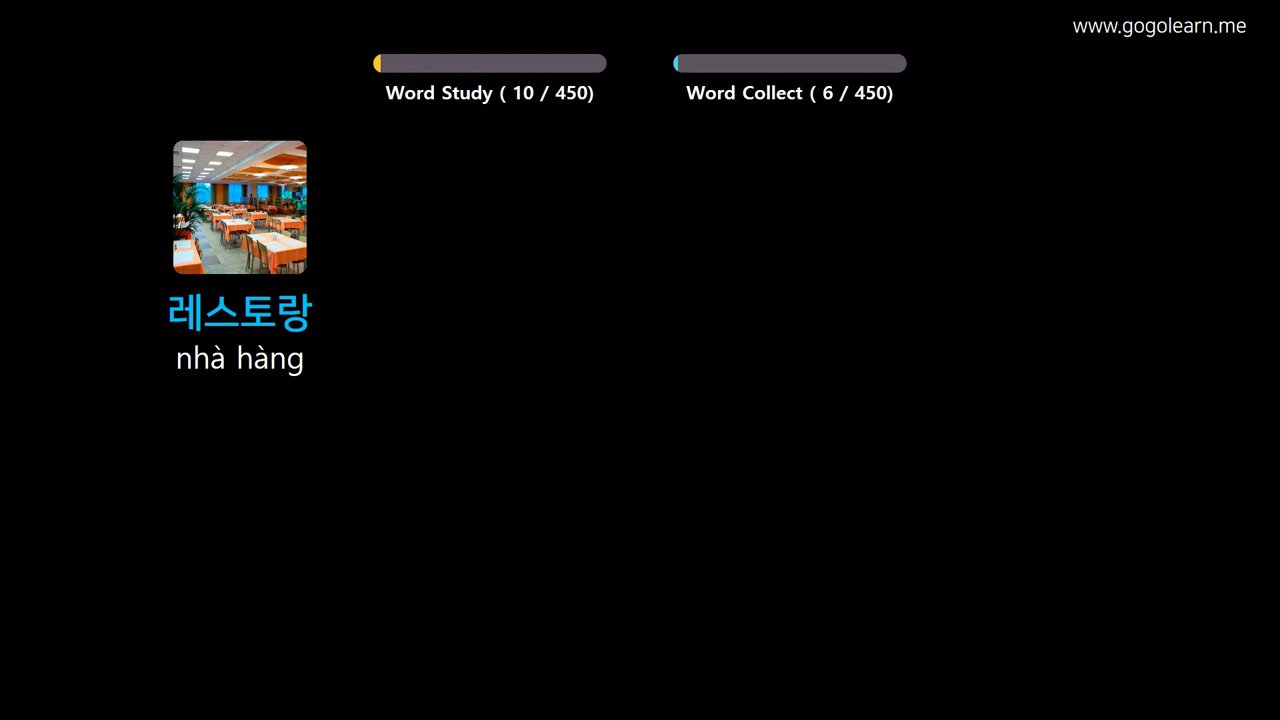 www.gogolearn.me
Word Study ( 10 / 450)
Word Collect ( 6 / 450)
레스토랑
nhà hàng